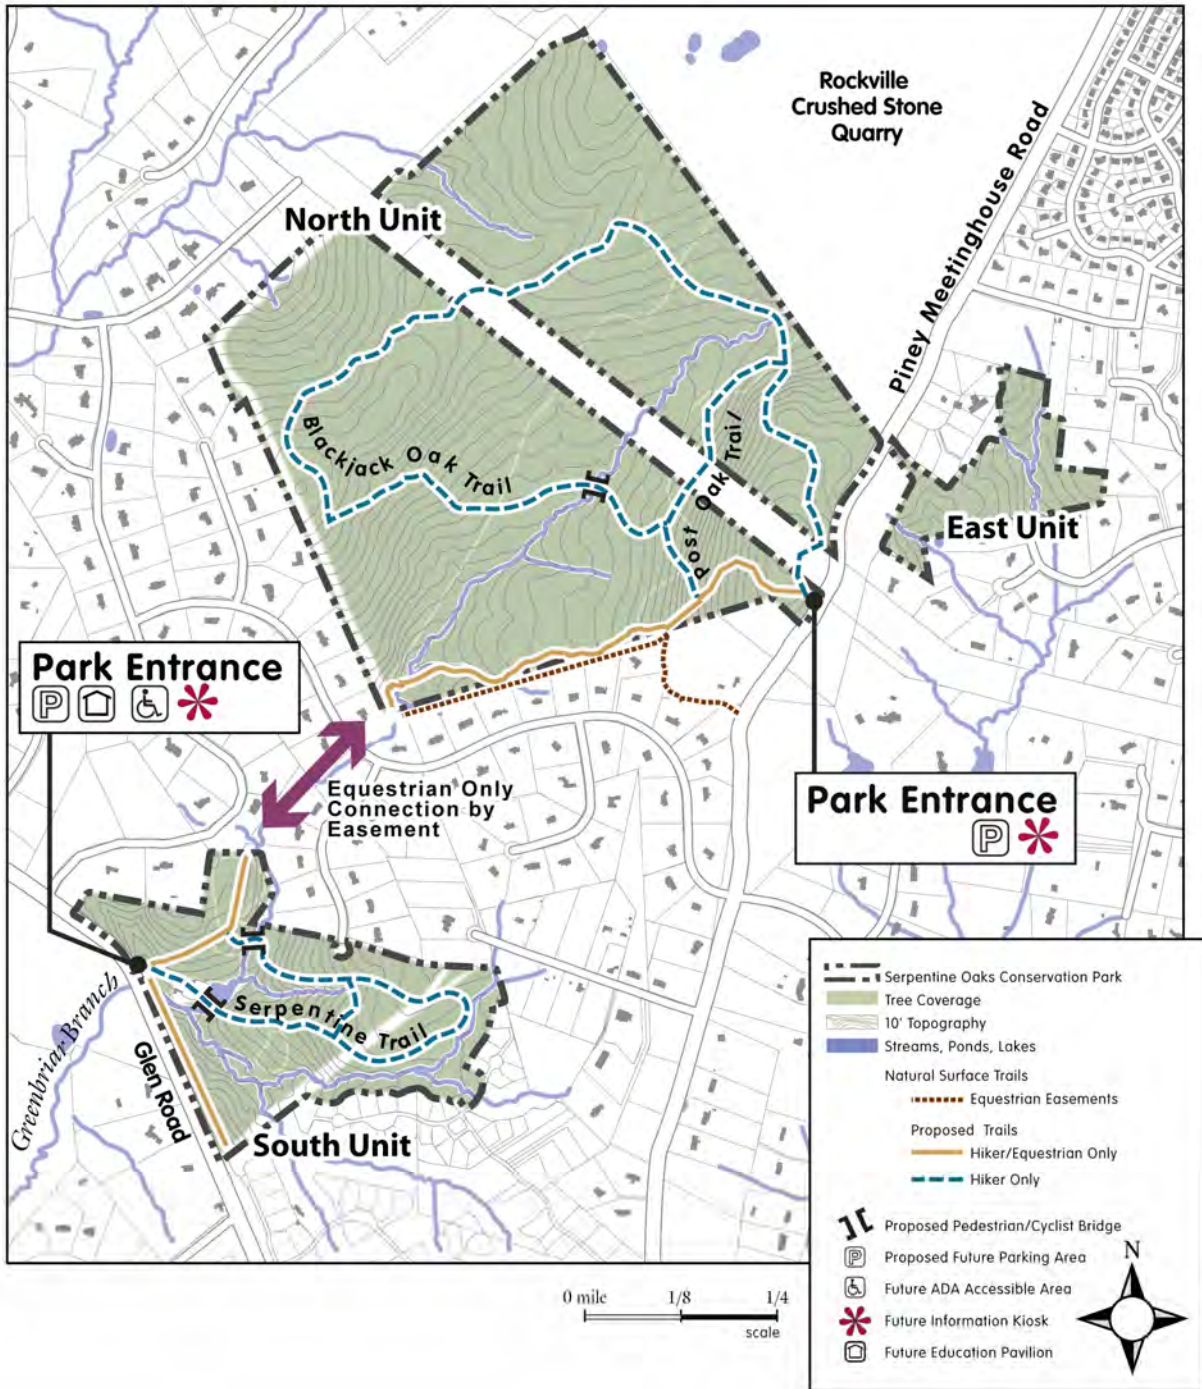 Rockville
Crushed Stone
Quarry
Piney Meetinghouse Road
North Unit
Blackjack Oak Trail
Post Oak Trail
East Unit
Park Entrance
P
Equestrian Only
Connection by
Easement
Park Entrance
P
Serpentine Trail
Greenbriar Branch
Glen Road
South Unit
Serpentine Oaks Conservation Park
Tree Coverage
10' Topography
Streams, Ponds, Lakes
Natural Surface Trails
Equestrian Easements
Proposed Trails
Hiker/Equestrian Only
Hiker Only
Proposed Pedestrian/Cyclist Bridge
P Proposed Future Parking Area
Future ADA Accessible Area
Future Information Kiosk
Future Education Pavilion
N
0 mile 1/8 1/4
scale